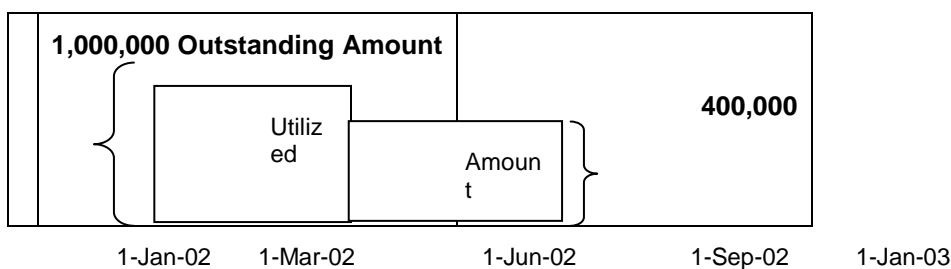 1,000,000 Outstanding Amount
400,000
Utiliz
ed
Amoun
t
1-Jan-02 1-Mar-02 1-Jun-02 1-Sep-02 1-Jan-03